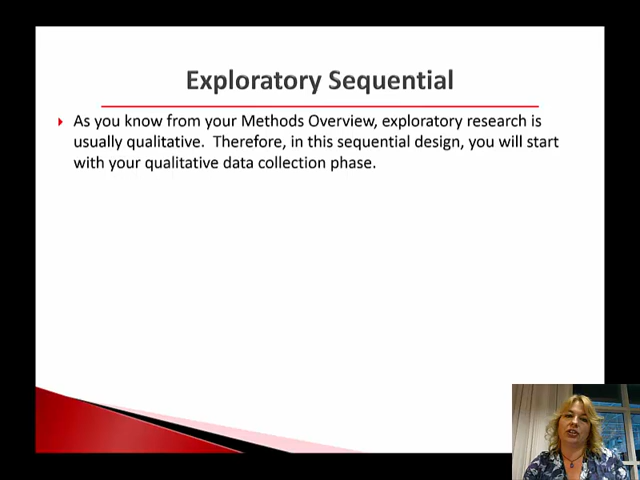 Exploratory Sequential
As you know from your Methods Overview, exploratory research is
usually qualitative.  Therefore, in this sequential design, you will start
with your qualitative data collection phase.